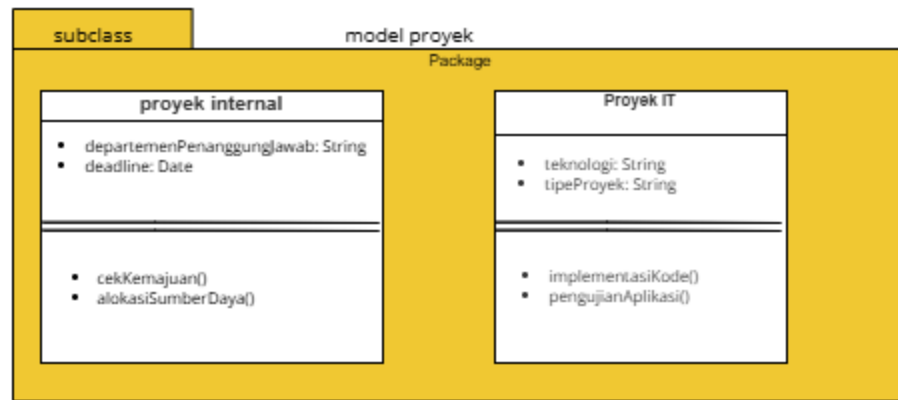 subclass
model proyek
Package
proyek internal
• departemenPenanggungJawab: String
• deadline: Date
• cekKemajuan()
• alokasiSumberDaya()
Proyek IT
• teknologi: String
• tipeProyek: String
• implementasiKode()
• pengujianAplikasi()